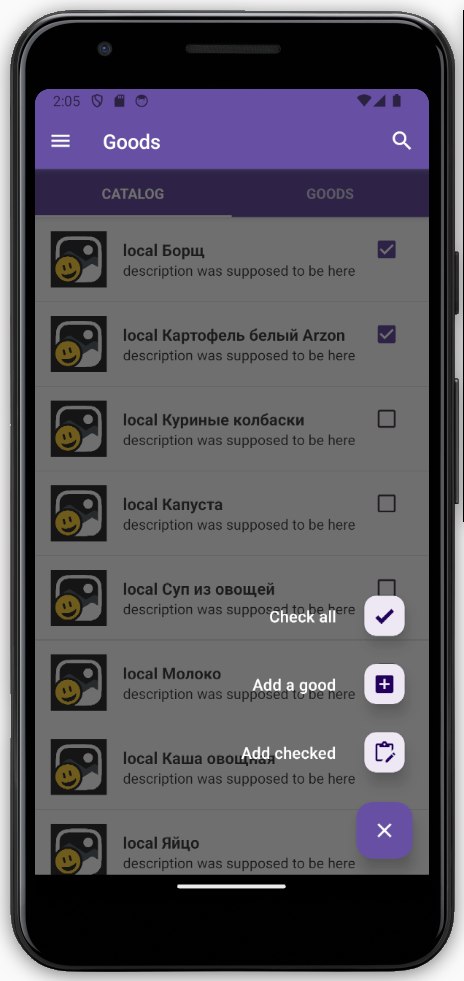 2:05
Goods
CATALOG
GOODS
local Борщ
description was supposed to be here
local Картофель белый Arzon
description was supposed to be here
local Куриные колбаски
description was supposed to be here
local Капуста
description was supposed to be here
local Суп из овощей
description was supposed to be here
Check all
local Молоко
description was supposed to be here
Add a good
local Каша овощная
description was supposed to be here
Add checked
local Яйцо
description was supposed to be here